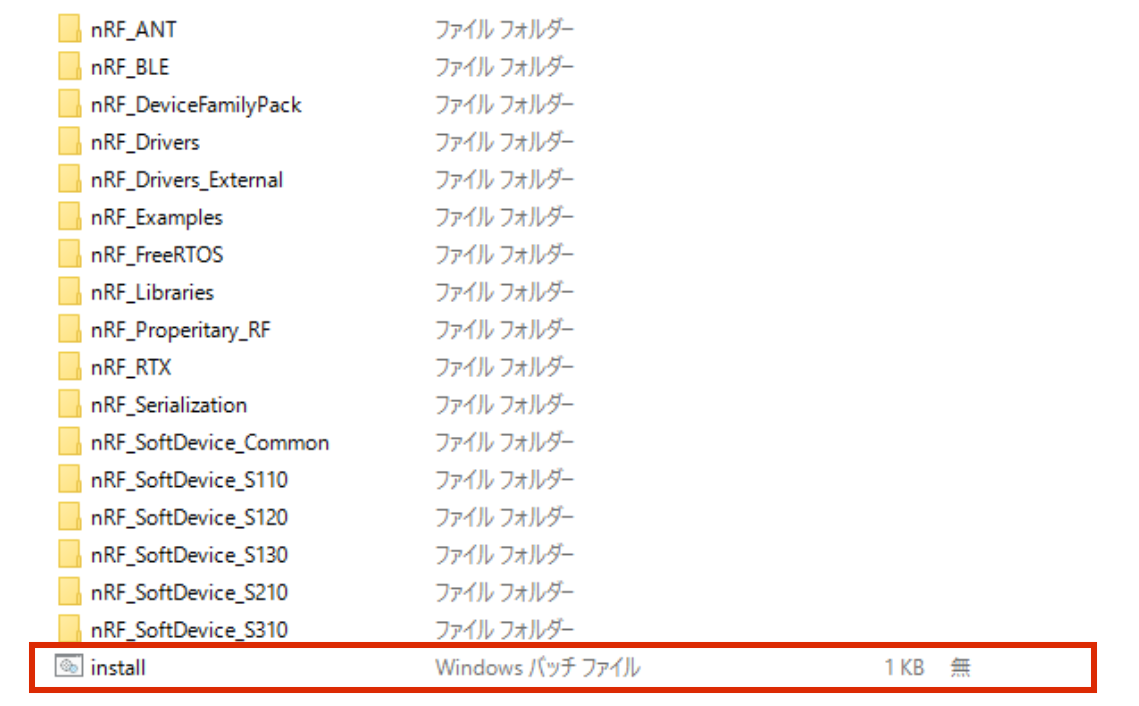 nRF_ANT ファイル フォルダー
nRF_BLE ファイル フォルダー
nRF_DeviceFamilyPack ファイル フォルダー
nRF_Drivers ファイル フォルダー
nRF_Drivers_External ファイル フォルダー
nRF_Examples ファイル フォルダー
nRF_FreeRTOS ファイル フォルダー
nRF_Libraries ファイル フォルダー
nRF_Properitary_RF ファイル フォルダー
nRF_RTX ファイル フォルダー
nRF_Serialization ファイル フォルダー
nRF_SoftDevice_Common ファイル フォルダー
nRF_SoftDevice_S110 ファイル フォルダー
nRF_SoftDevice_S120 ファイル フォルダー
nRF_SoftDevice_S130 ファイル フォルダー
nRF_SoftDevice_S210 ファイル フォルダー
nRF_SoftDevice_S310 ファイル フォルダー
install Windows バッチ ファイル 1 KB 無